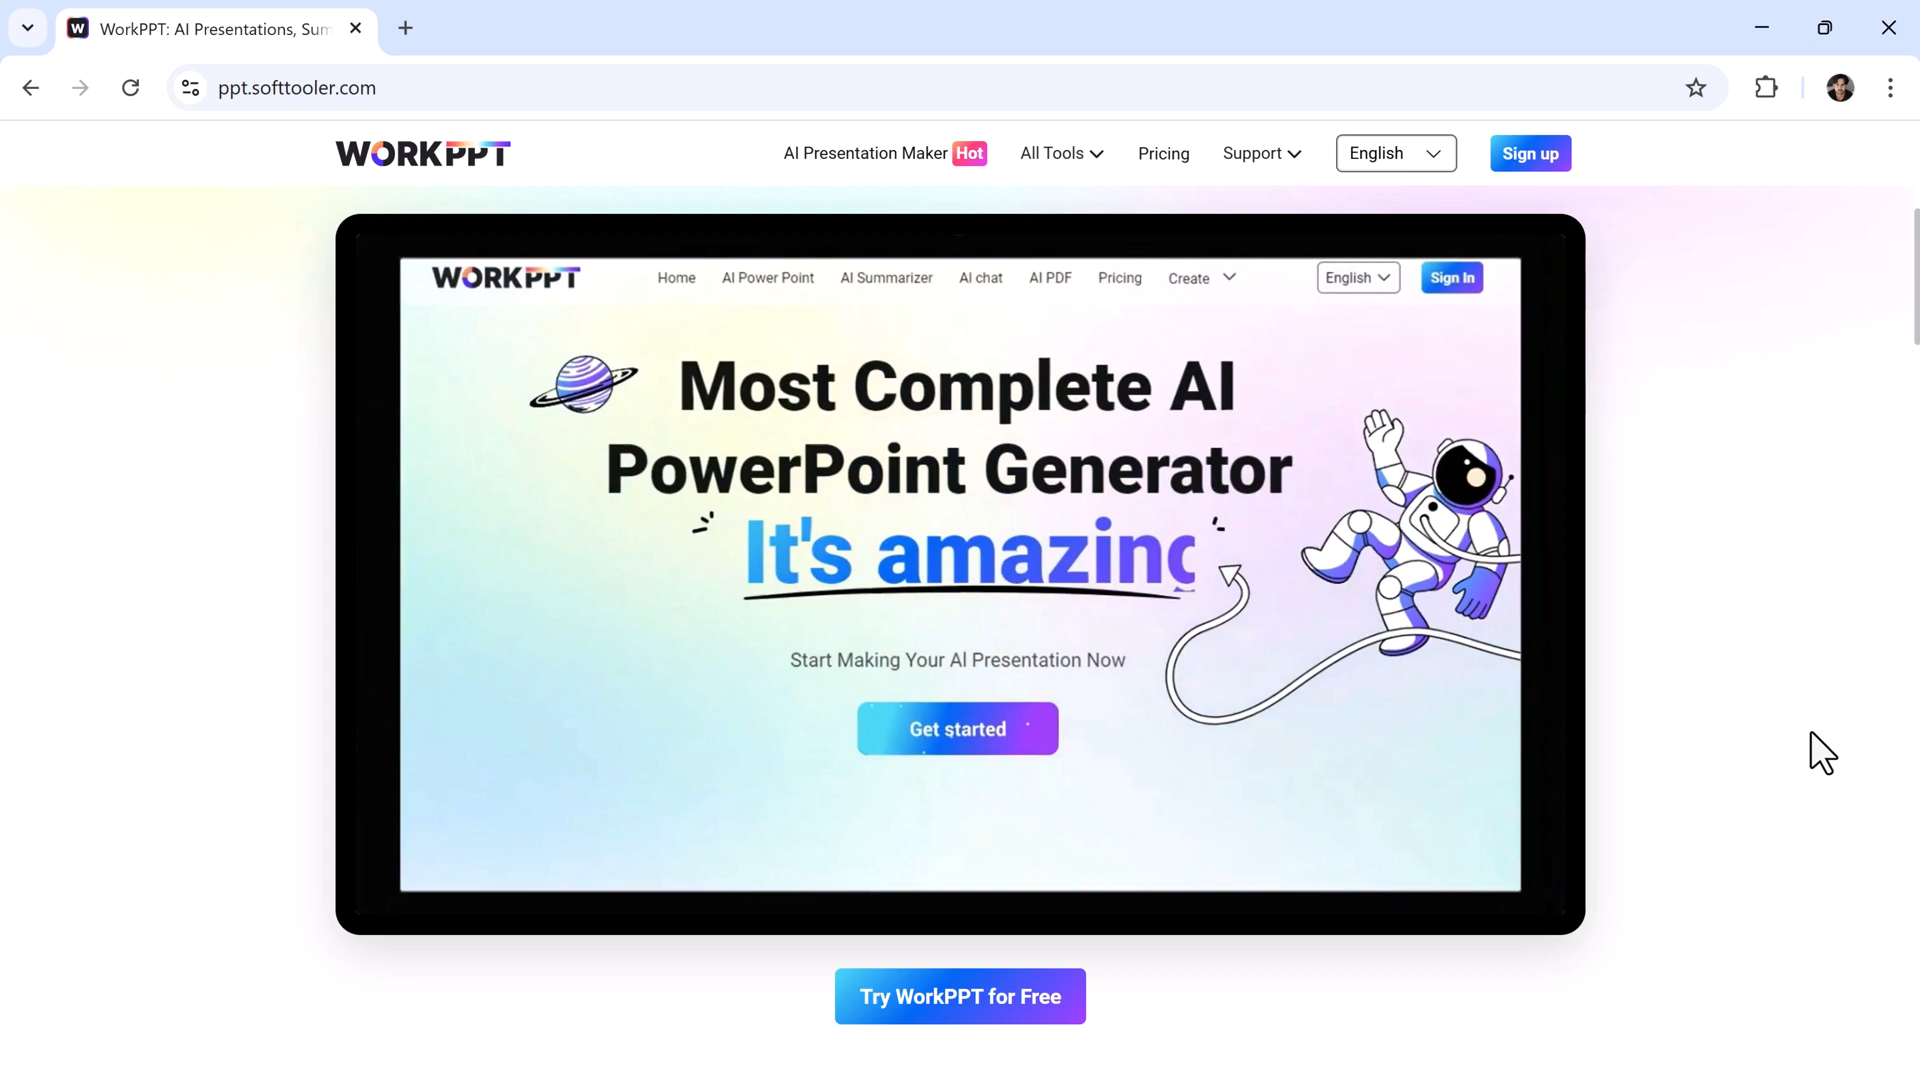 WorkPPT: AI Presentations, Sum
ppt.softtooler.com
WORKPPT
AI Presentation Maker Hot
All Tools
Pricing
Support
English
Sign up
WORKPPT
Home
AI Power Point
AI Summarizer
AI chat
AI PDF
Pricing
Create
English
Sign In
Most Complete AI
PowerPoint Generator
It's amazing
Start Making Your AI Presentation Now
Get started
Try WorkPPT for Free